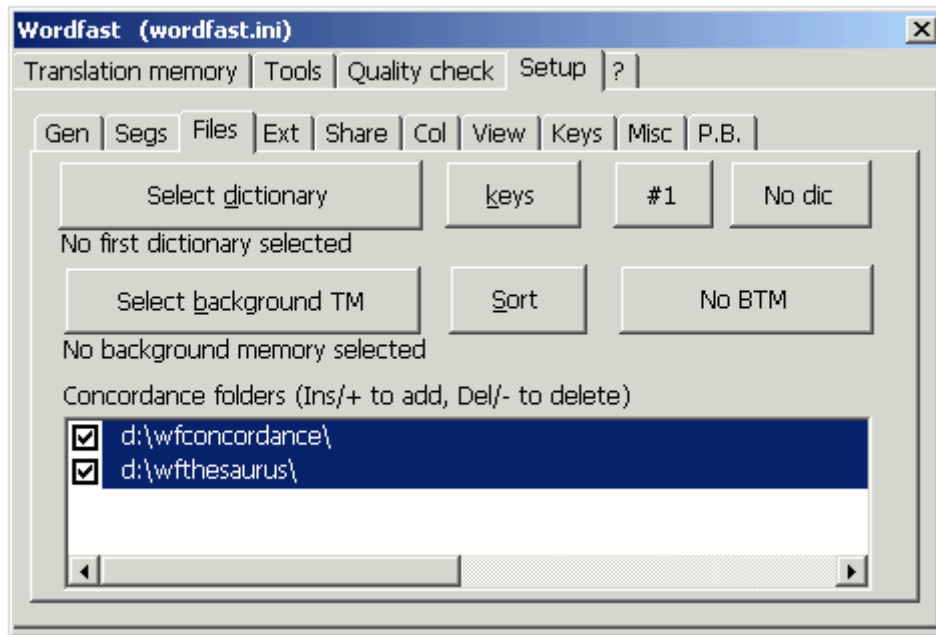 Wordfast (wordfast.ini)
Translation memory Tools Quality check Setup ?
Gen Segs Files Ext Share Col View Keys Misc P.B.
Select dictionary keys #1 No dic
No first dictionary selected
Select background TM Sort No BTM
No background memory selected
Concordance folders (Ins/+ to add, Del/- to delete)
d:\wfconcordance\
d:\wfthesaurus\